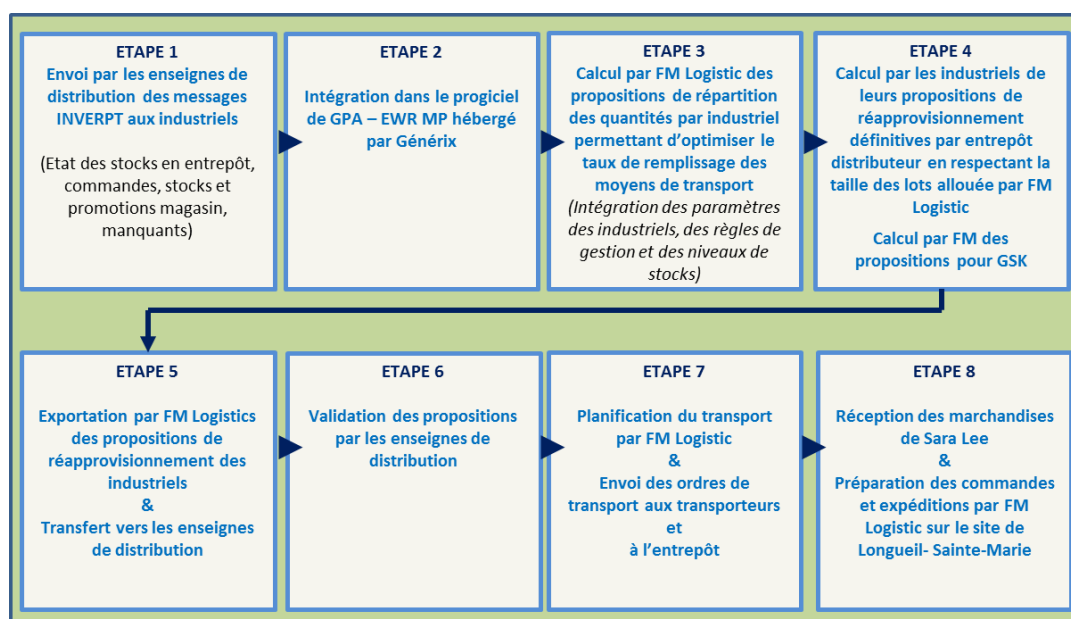 ETAPE 1
Envoi par les enseignes de
distribution des messages
INVERPT aux industriels
(Etat des stocks en entrepôt,
commandes, stocks et
promotions magasin,
manquants)
ETAPE 2
Intégration dans le progiciel
de GPA – EWR MP hébergé
par Générix
ETAPE 3
Calcul par FM Logistic des
propositions de répartition
des quantités par industriel
permettant d’optimiser le
taux de remplissage des
moyens de transport
(Intégration des paramètres
des industriels, des règles de
gestion et des niveaux de
stocks)
ETAPE 4
Calcul par les industriels de
leurs propositions de
réapprovisionnement
définitives par entrepôt
distributeur en respectant la
taille des lots allouée par FM
Logistic
Calcul par FM des
propositions pour GSK
ETAPE 5
Exportation par FM Logistics
des propositions de
réapprovisionnement des
industriels
&
Transfert vers les enseignes
de distribution
ETAPE 6
Validation des propositions
par les enseignes de
distribution
ETAPE 7
Planification du transport
par FM Logistic
&
Envoi des ordres de
transport aux transporteurs
et
à l’entrepôt
ETAPE 8
Réception des marchandises
de Sara Lee
&
Préparation des commandes
et expéditions par FM
Logistic sur le site de
Longueil- Sainte-Marie